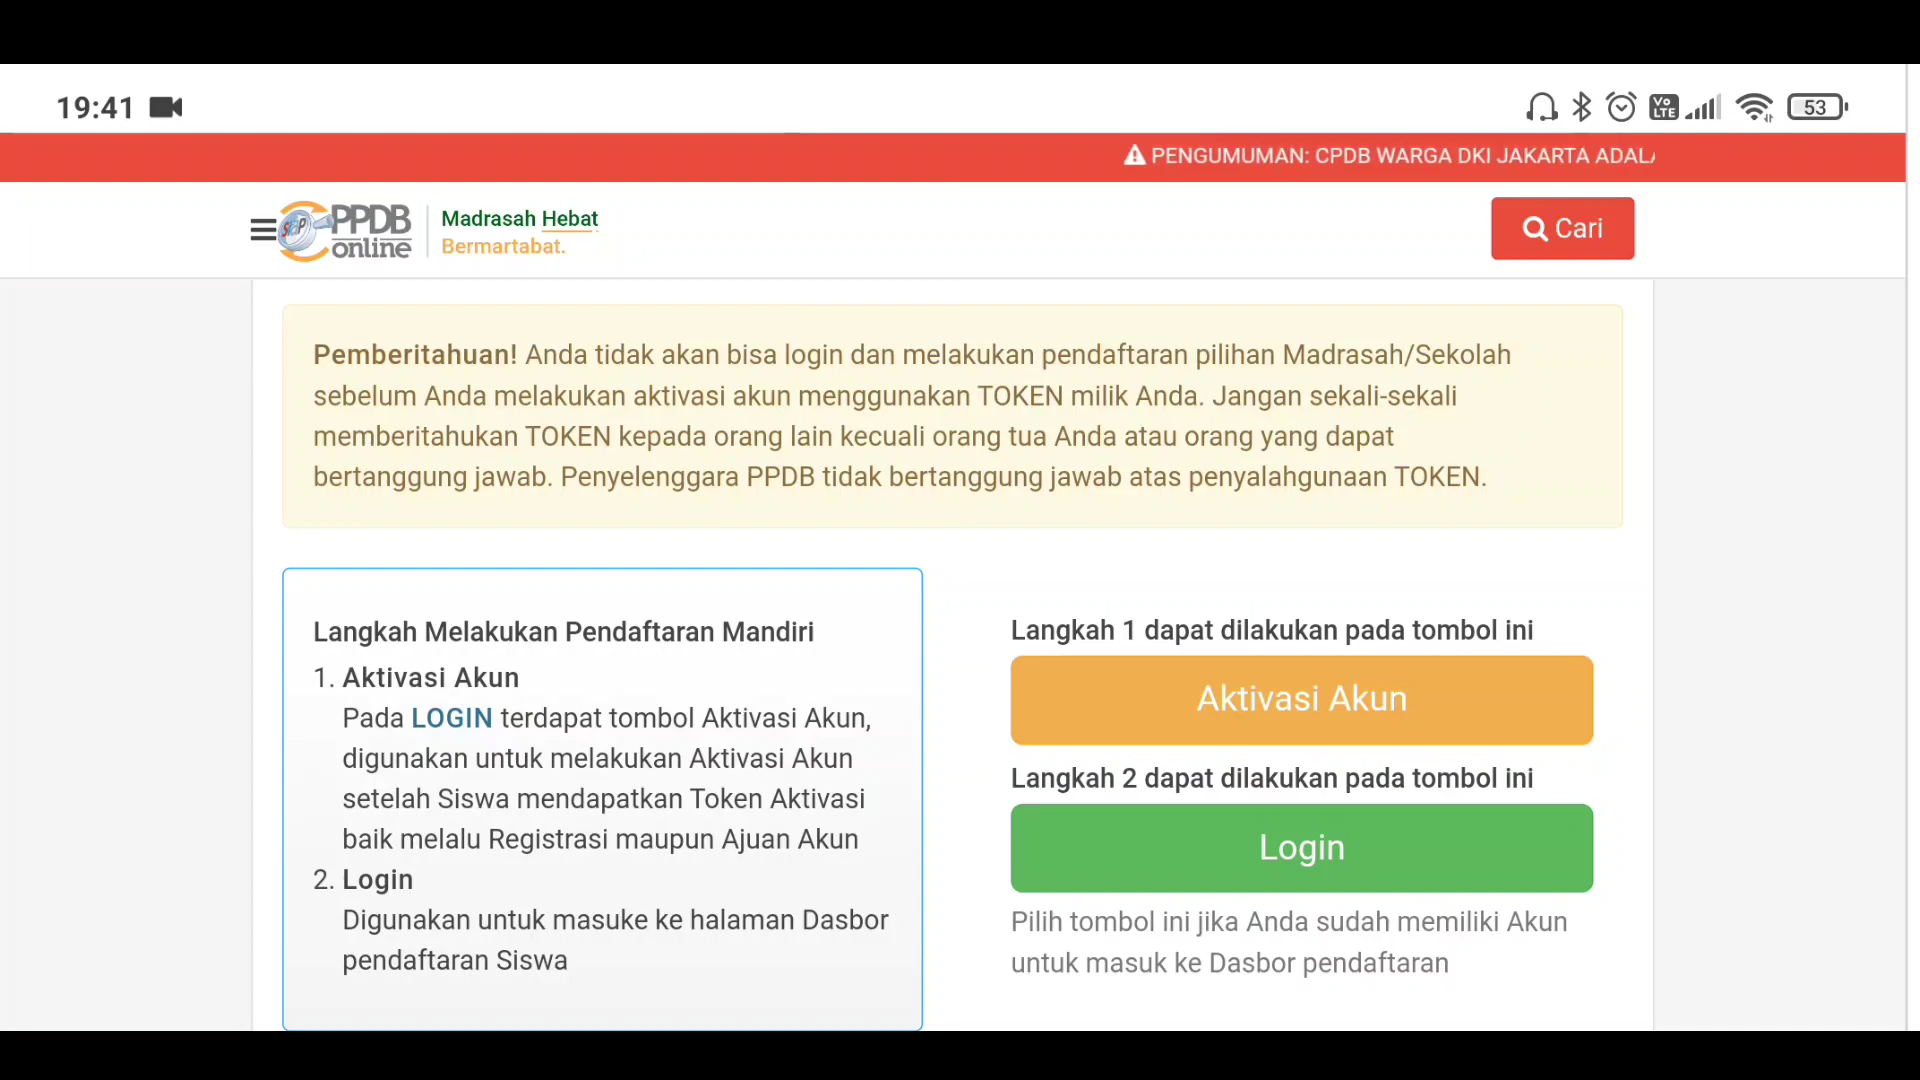 19:41
Vo LTE
53
PENGUMUMAN: CPDB WARGA DKI JAKARTA
SIAP PPDB online
Madrasah Hebat
Bermartabat.
Cari
Pemberitahuan! Anda tidak akan bisa login dan melakukan pendaftaran pilihan Madrasah/Sekolah
sebelum Anda melakukan aktivasi akun menggunakan TOKEN milik Anda. Jangan sekali-sekali
memberitahukan TOKEN kepada orang lain kecuali orang tua Anda atau orang yang dapat
bertanggung jawab. Penyelenggara PPDB tidak bertanggung jawab atas penyalahgunaan TOKEN.
Langkah Melakukan Pendaftaran Mandiri
1. Aktivasi Akun
Pada LOGIN terdapat tombol Aktivasi Akun,
digunakan untuk melakukan Aktivasi Akun
setelah Siswa mendapatkan Token Aktivasi
baik melalu Registrasi maupun Ajuan Akun
2. Login
Digunakan untuk masuke ke halaman Dasbor
pendaftaran Siswa
Langkah 1 dapat dilakukan pada tombol ini
Aktivasi Akun
Langkah 2 dapat dilakukan pada tombol ini
Login
Pilih tombol ini jika Anda sudah memiliki Akun
untuk masuk ke Dasbor pendaftaran